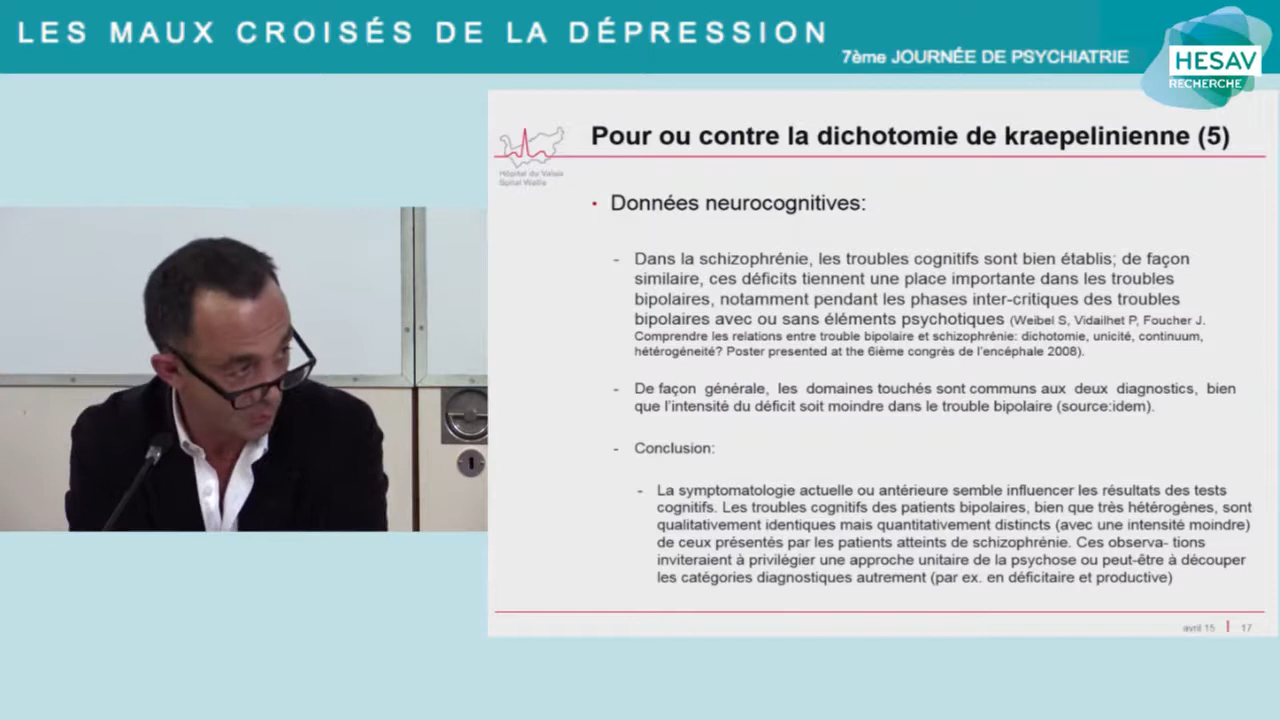 LES MAUX CROISÉS DE LA DÉPRESSION
7ème JOURNÉE DE PSYCHIATRIE
HESAV
RECHERCHE
Hôpital du Valais
Spital Wallis
Pour ou contre la dichotomie de kraepelinienne (5)
• Données neurocognitives:
- Dans la schizophrénie, les troubles cognitifs sont bien établis; de façon
similaire, ces déficits tiennent une place importante dans les troubles
bipolaires, notamment pendant les phases inter-critiques des troubles
bipolaires avec ou sans éléments psychotiques (Weibel S, Vidailhet P, Foucher J.
Comprendre les relations entre trouble bipolaire et schizophrénie: dichotomie, unicité, continuum,
hétérogéneité? Poster presented at the 6ième congrès de l'encéphale 2008).
- De façon générale, les domaines touchés sont communs aux deux diagnostics, bien
que l'intensité du déficit soit moindre dans le trouble bipolaire (source:idem).
- Conclusion:
- La symptomatologie actuelle ou antérieure semble influencer les résultats des tests
cognitifs. Les troubles cognitifs des patients bipolaires, bien que très hétérogènes, sont
qualitativement identiques mais quantitativement distincts (avec une intensité moindre)
de ceux présentés par les patients atteints de schizophrénie. Ces observa- tions
inviteraient à privilégier une approche unitaire de la psychose ou peut-être à découper
les catégories diagnostiques autrement (par ex. en déficitaire et productive)
avril 15 | 17